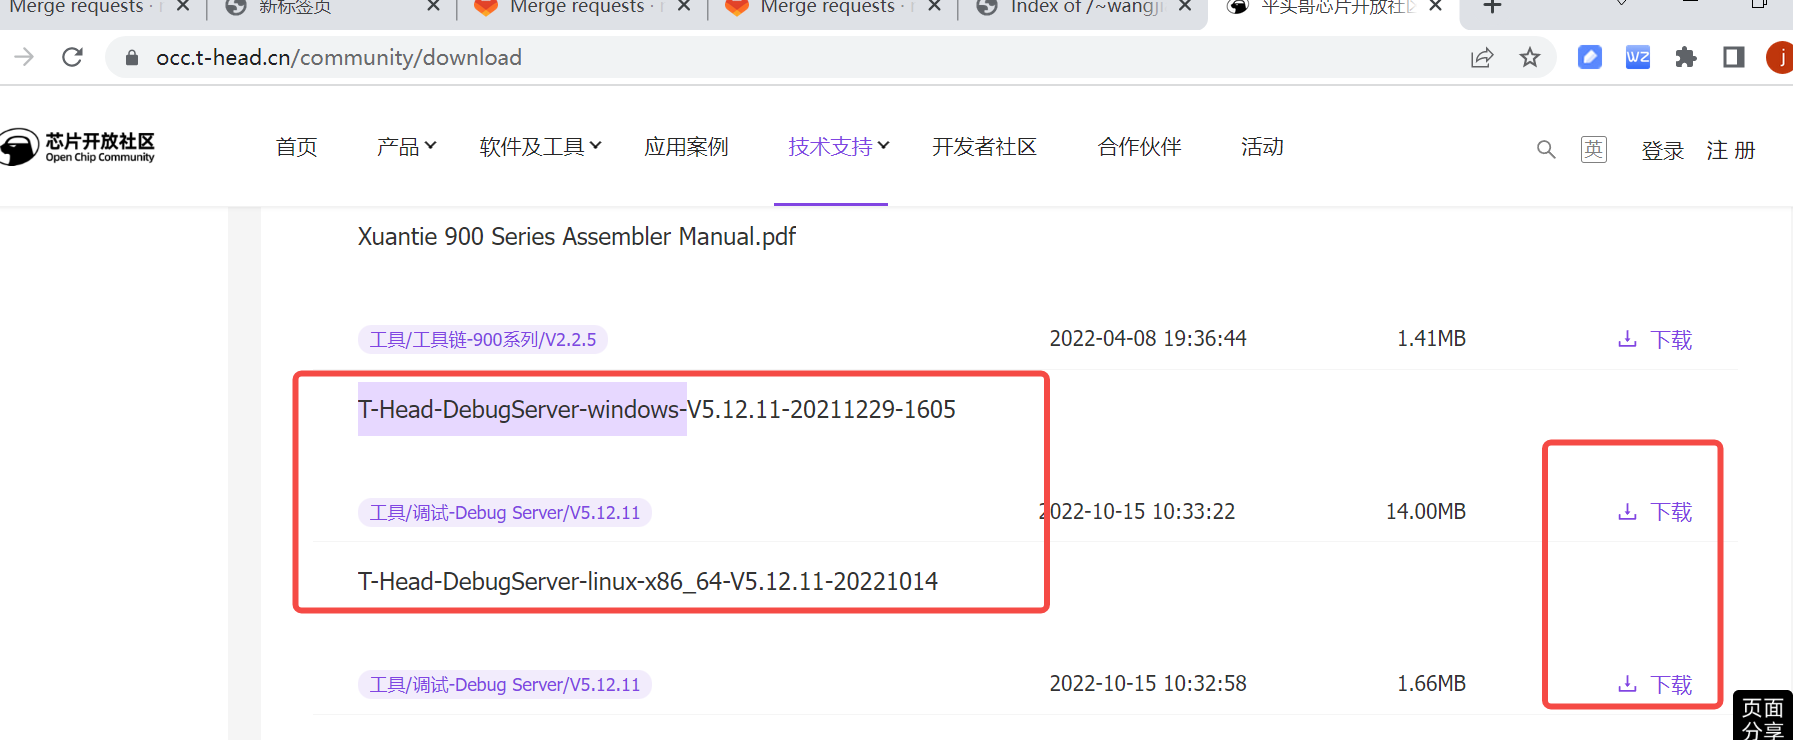 Merge requests ·
新标签页
Merge requests ·
Merge requests ·
Index of /~wangji
平头哥芯片开放社区
occ.t-head.cn/community/download
WZ
j
芯片开放社区
Open Chip Community
首页
产品
软件及工具
应用案例
技术支持
开发者社区
合作伙伴
活动
英
登录
注册
Xuantie 900 Series Assembler Manual.pdf
工具/工具链-900系列/V2.2.5
2022-04-08 19:36:44
1.41MB
下载
T-Head-DebugServer-windows-V5.12.11-20211229-1605
工具/调试-Debug Server/V5.12.11
2022-10-15 10:33:22
14.00MB
下载
T-Head-DebugServer-linux-x86_64-V5.12.11-20221014
工具/调试-Debug Server/V5.12.11
2022-10-15 10:32:58
1.66MB
下载
页面
分享